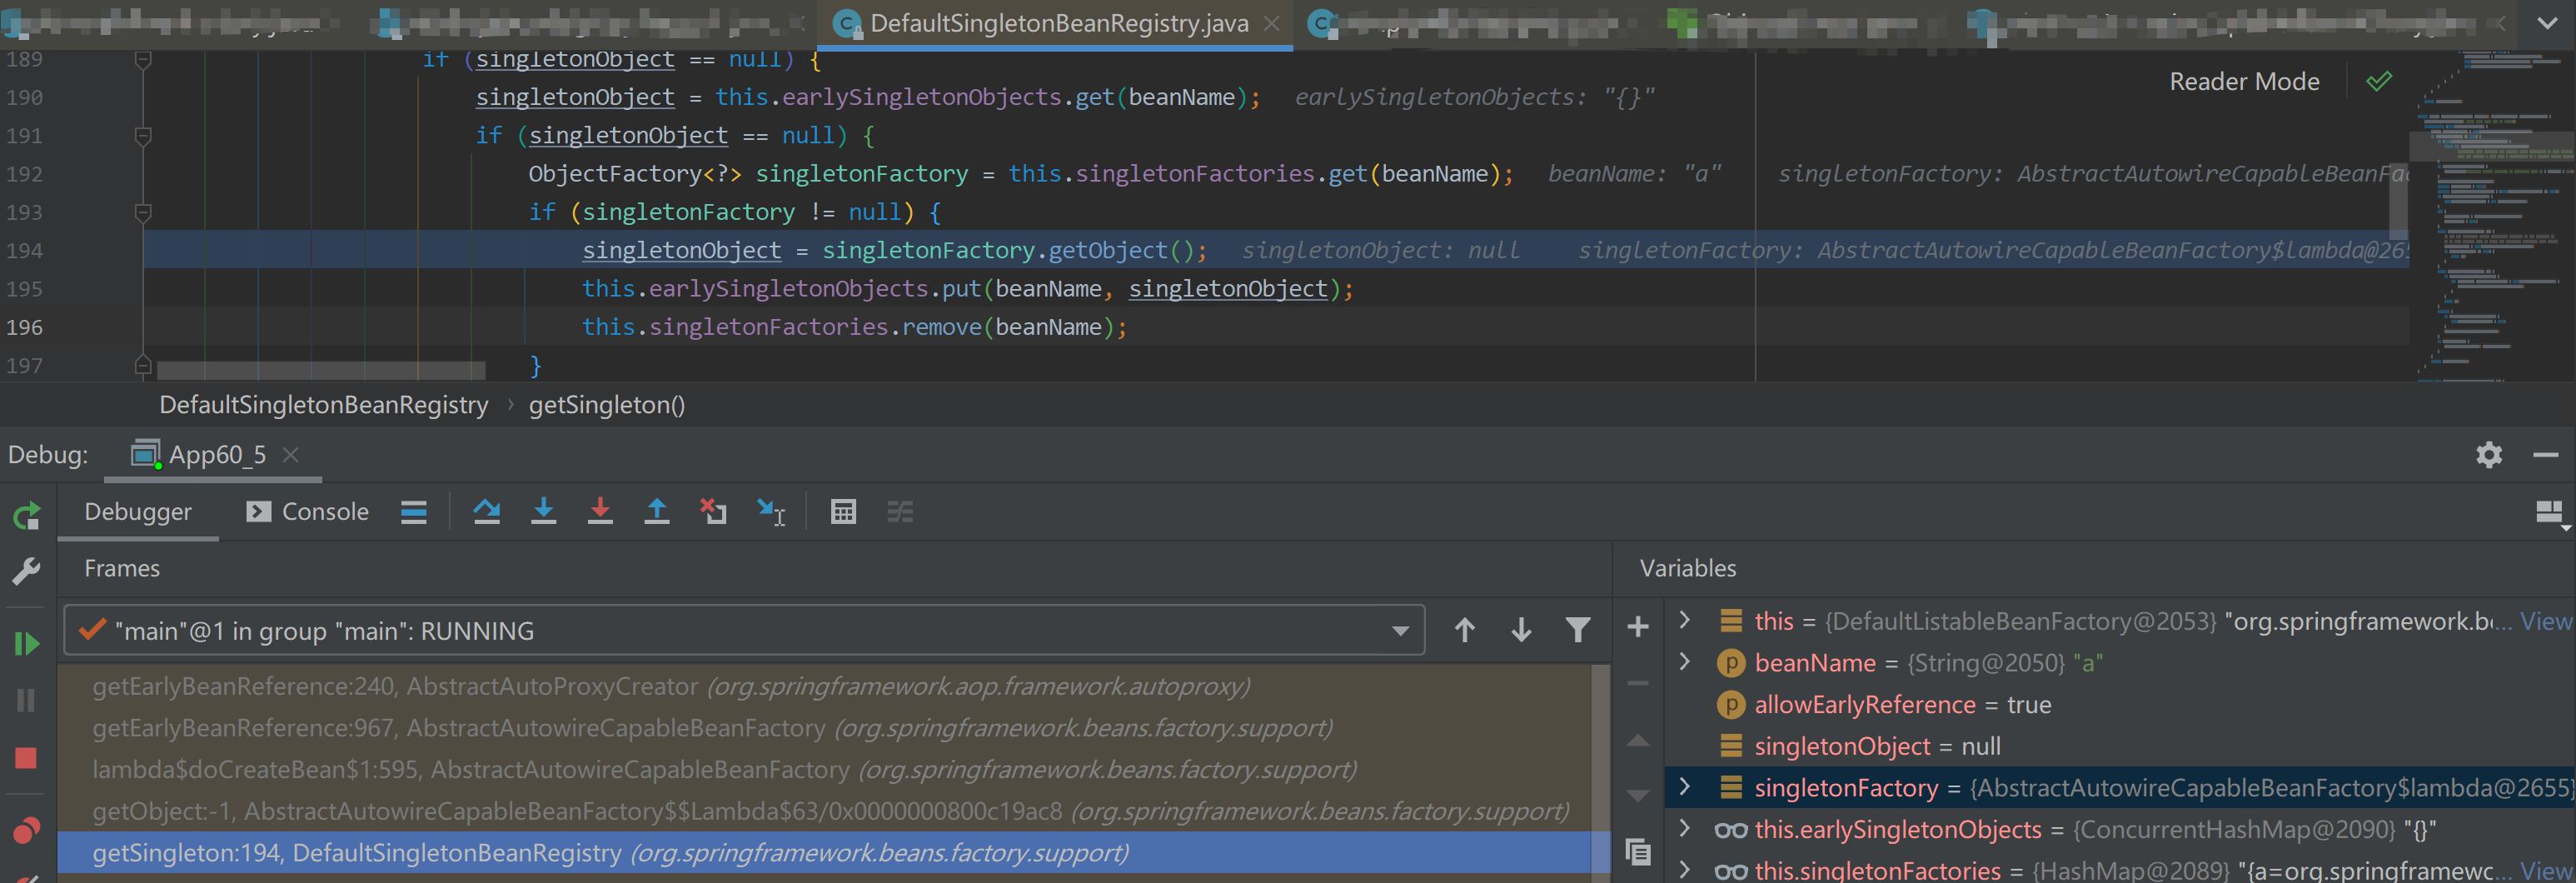 DefaultSingletonBeanRegistry.java
189 if (singletonObject == null) {
Reader Mode
190 singletonObject = this.earlySingletonObjects.get(beanName); earlySingletonObjects: "{}"
191 if (singletonObject == null) {
192 ObjectFactory<?> singletonFactory = this.singletonFactories.get(beanName); beanName: "a" singletonFactory: AbstractAutowireCapableBeanFac
193 if (singletonFactory != null) {
194 singletonObject = singletonFactory.getObject(); singletonObject: null singletonFactory: AbstractAutowireCapableBeanFactory$lambda@265
195 this.earlySingletonObjects.put(beanName, singletonObject);
196 this.singletonFactories.remove(beanName);
197 }
DefaultSingletonBeanRegistry › getSingleton()
Debug: App60_5
Debugger Console
Frames
"main"@1 in group "main": RUNNING
getEarlyBeanReference:240, AbstractAutoProxyCreator (org.springframework.aop.framework.autoproxy)
getEarlyBeanReference:967, AbstractAutowireCapableBeanFactory (org.springframework.beans.factory.support)
lambda$doCreateBean$1:595, AbstractAutowireCapableBeanFactory (org.springframework.beans.factory.support)
getObject:-1, AbstractAutowireCapableBeanFactory$$Lambda$63/0x0000000800c19ac8 (org.springframework.beans.factory.support)
getSingleton:194, DefaultSingletonBeanRegistry (org.springframework.beans.factory.support)
Variables
this = {DefaultListableBeanFactory@2053} "org.springframework.b‹... View
beanName = {String@2050} "a"
allowEarlyReference = true
singletonObject = null
singletonFactory = {AbstractAutowireCapableBeanFactory$lambda@2655}
this.earlySingletonObjects = {ConcurrentHashMap@2090} "{}"
this.singletonFactories = {HashMap@2089} "{a=org.springframewc... View